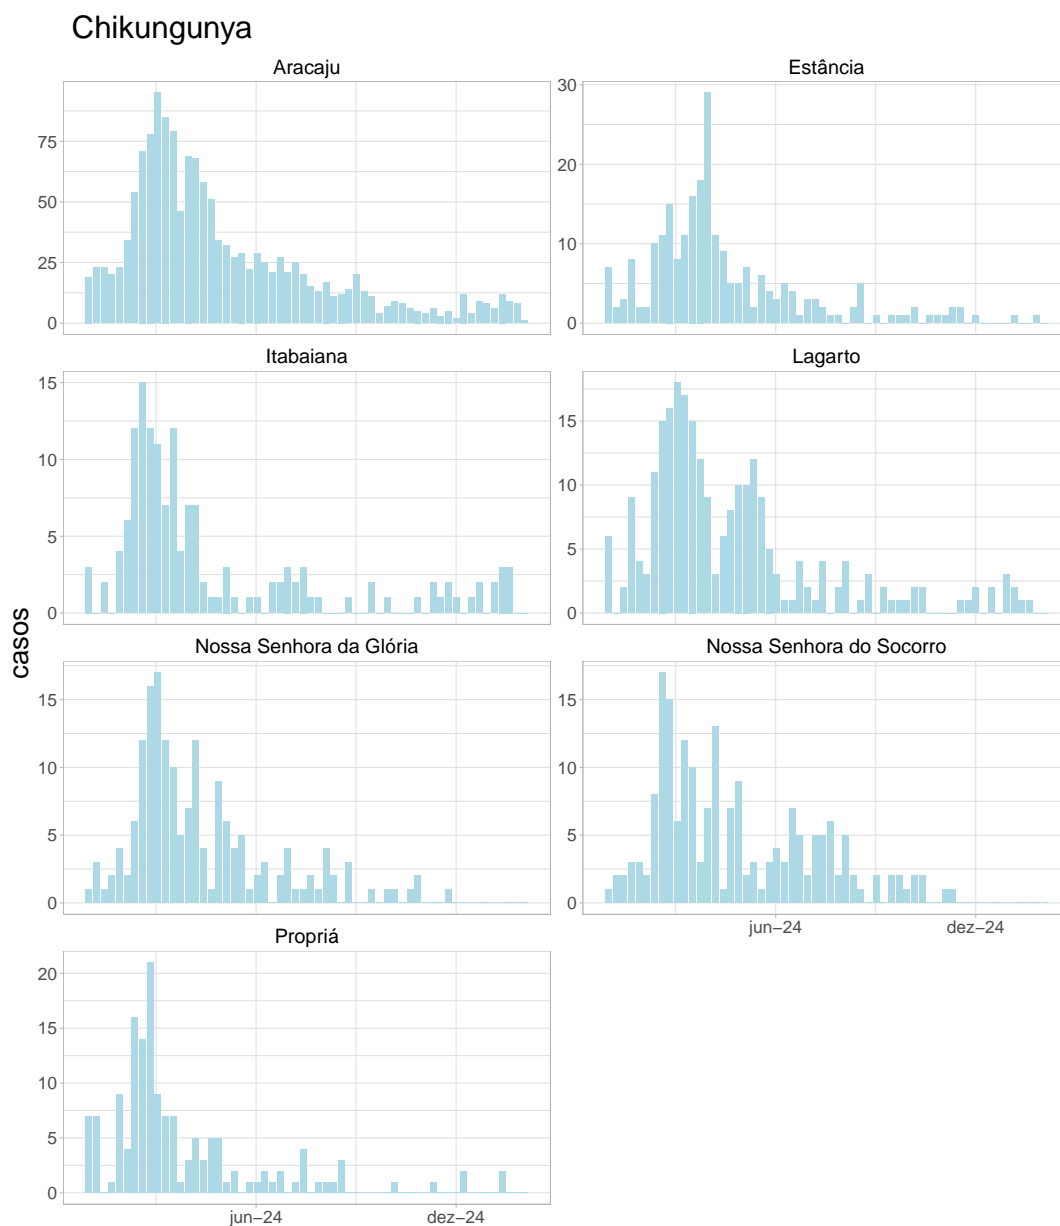 Chikungunya
Aracaju
Estância
75
50
25
0
30
20
10
0
Itabaiana
Lagarto
15
10
5
0
15
10
5
0
casos
Nossa Senhora da Glória
Nossa Senhora do Socorro
15
10
5
0
15
10
5
0
jun−24
dez−24
Propriá
20
15
10
5
0
jun−24
dez−24